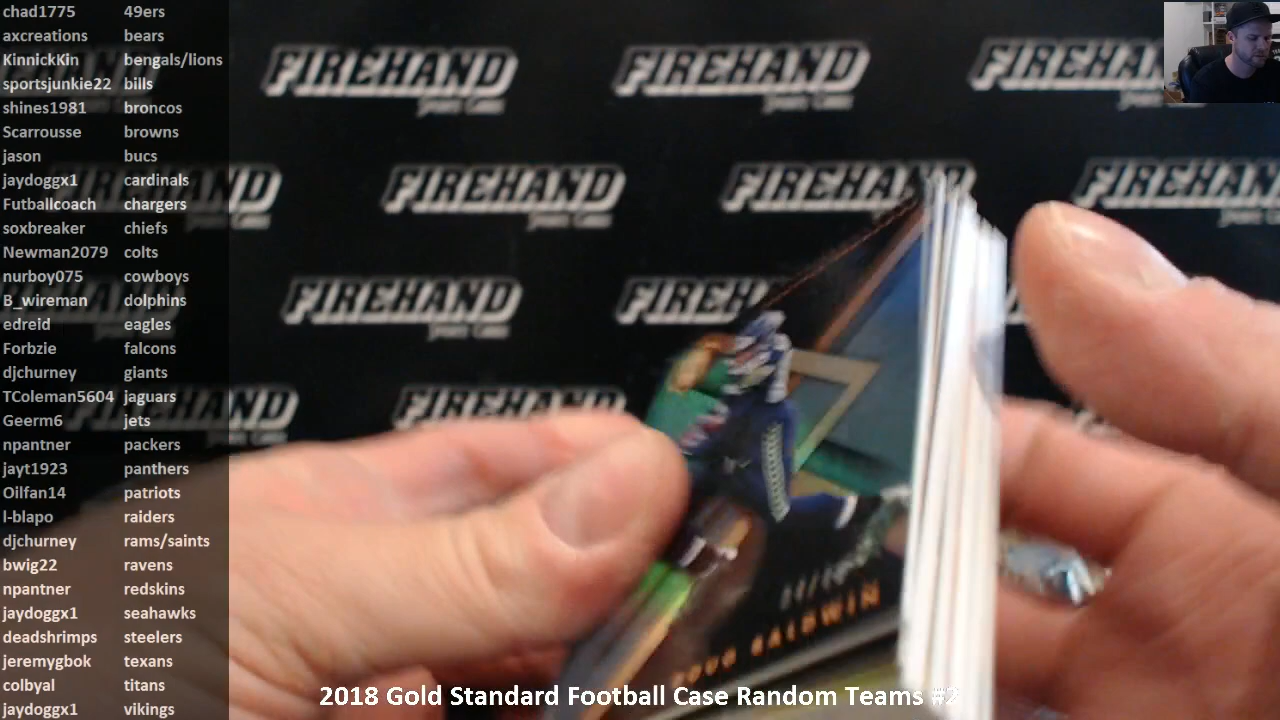 chad1775 49ers
axcreations bears
KinnickKin bengals/lions
sportsjunkie22 bills
shines1981 broncos
Scarrousse browns
jason bucs
jaydoggx1 cardinals
Futballcoach chargers
soxbreaker chiefs
Newman2079 colts
nurboy075 cowboys
B_wireman dolphins
edreid eagles
Forbzie falcons
djchurney giants
TColeman5604 jaguars
Geerm6 jets
npantner packers
jayt1923 panthers
Oilfan14 patriots
l-blapo raiders
djchurney rams/saints
bwig22 ravens
npantner redskins
jaydoggx1 seahawks
deadshrimps steelers
jeremygbok texans
colbyal titans
jaydoggx1 vikings
FIREHAND FIREHAND FIREHAND
FIREHAND FIREHAND FIREHAND FIREHAND
FIREHAND FIREHAND
FIREHAND FIREHAND
DOUG BALDWIN
2018 Gold Standard Football Case Random Teams #2